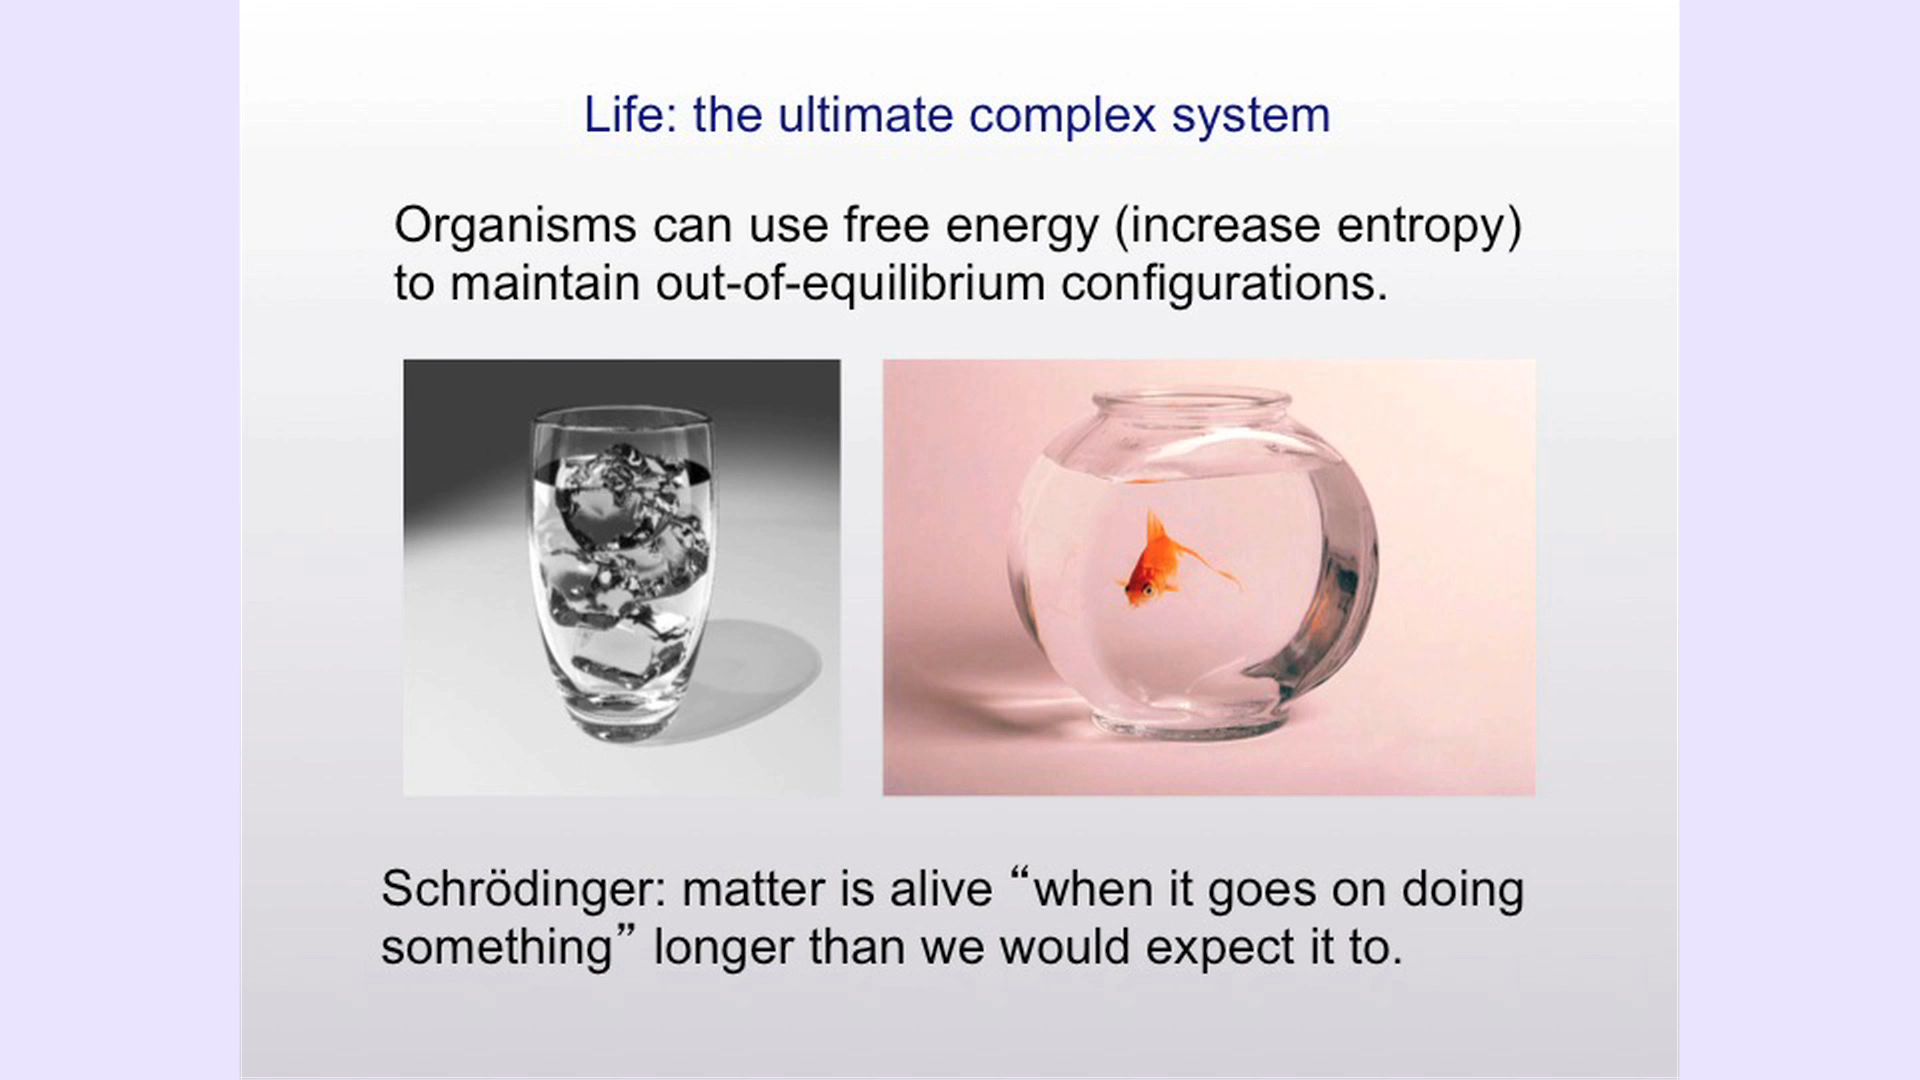 Life: the ultimate complex system
Organisms can use free energy (increase entropy)
to maintain out-of-equilibrium configurations.
Schrödinger: matter is alive “when it goes on doing
something” longer than we would expect it to.